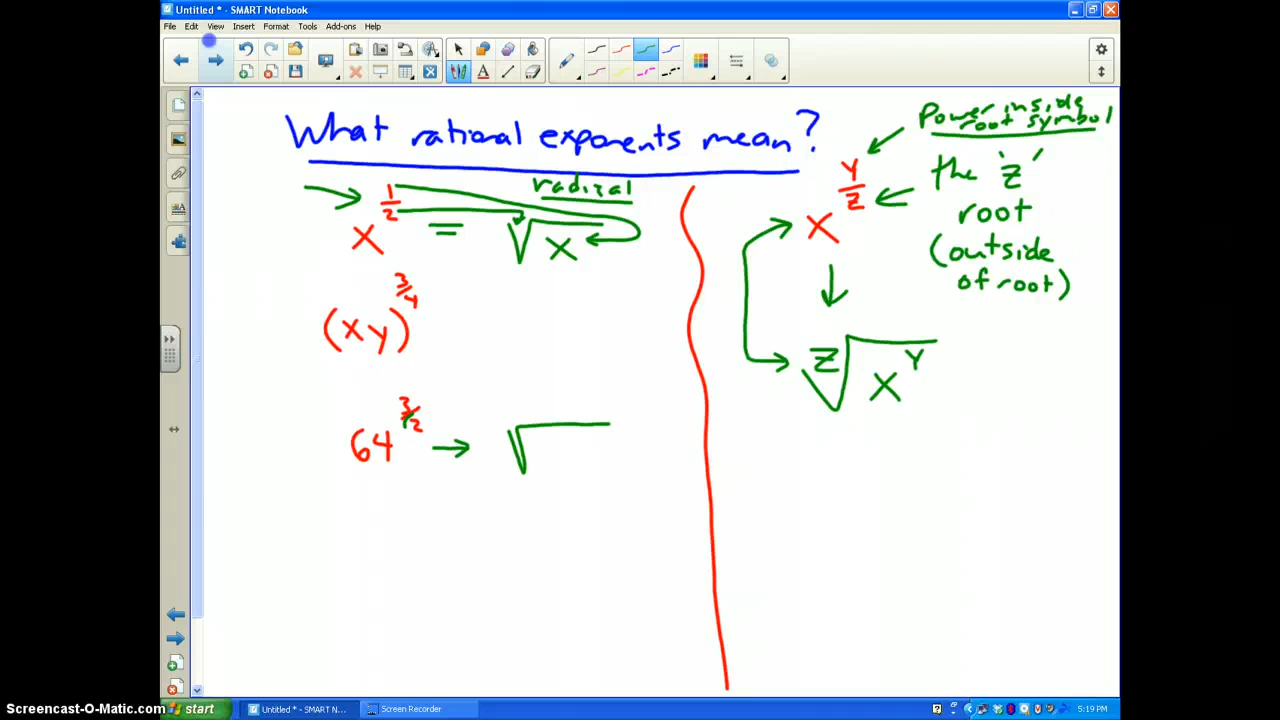 Untitled * - SMART Notebook
File Edit View Insert Format Tools Add-ons Help
What rational exponents mean?
Power inside
root symbol
radical
x^{1/2} = √x
(xy)^{3/4}
64^{3/2} → √
x^{Y/Z}
the 'z'
root
(outside
of root)
ᶻ√x^Y
Screencast-O-Matic.com
start
Untitled * - SMART N...
Screen Recorder
5:19 PM